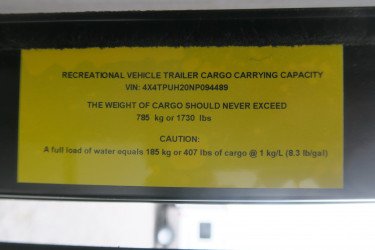 RECREATIONAL VEHICLE TRAILER CARGO CARRYING CAPACITY
VIN: 4X4TPUH20NP094489
THE WEIGHT OF CARGO SHOULD NEVER EXCEED
785 kg or 1730 lbs
CAUTION:
A full load of water equals 185 kg or 407 lbs of cargo @ 1 kg/L (8.3 lb/gal)